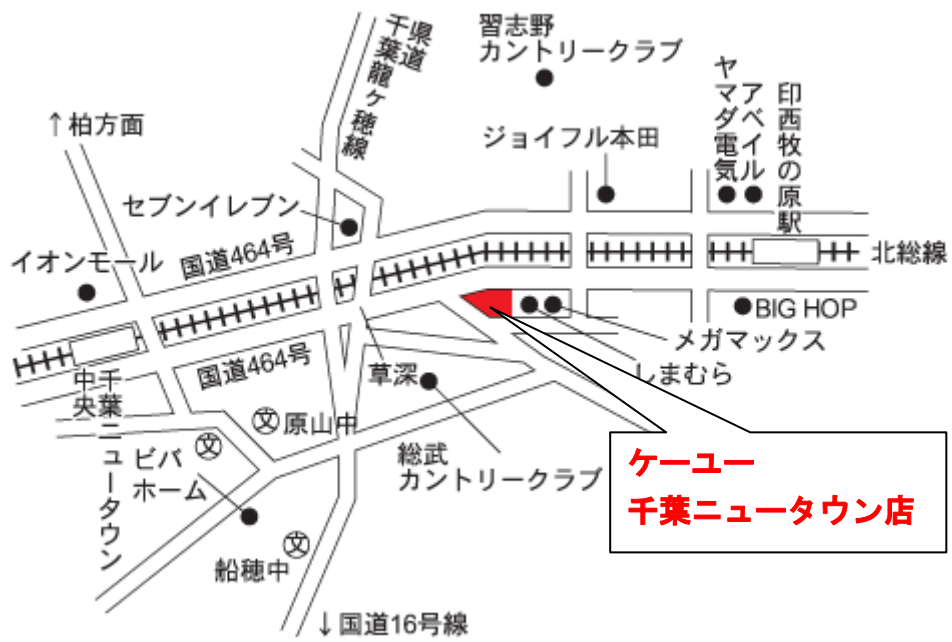 習志野
カントリークラブ
県道
千葉龍ヶ穂線
↑柏方面
ジョイフル本田
ヤマダ電気
アベイル
印西牧の原駅
セブンイレブン
イオンモール
国道464号
北総線
BIG HOP
メガマックス
しまむら
国道464号
草深
千葉ニュータウン
中央
文
原山中
文
ビバ
ホーム
総武
カントリークラブ
ケーユー
千葉ニュータウン店
文
船穂中
↓国道16号線